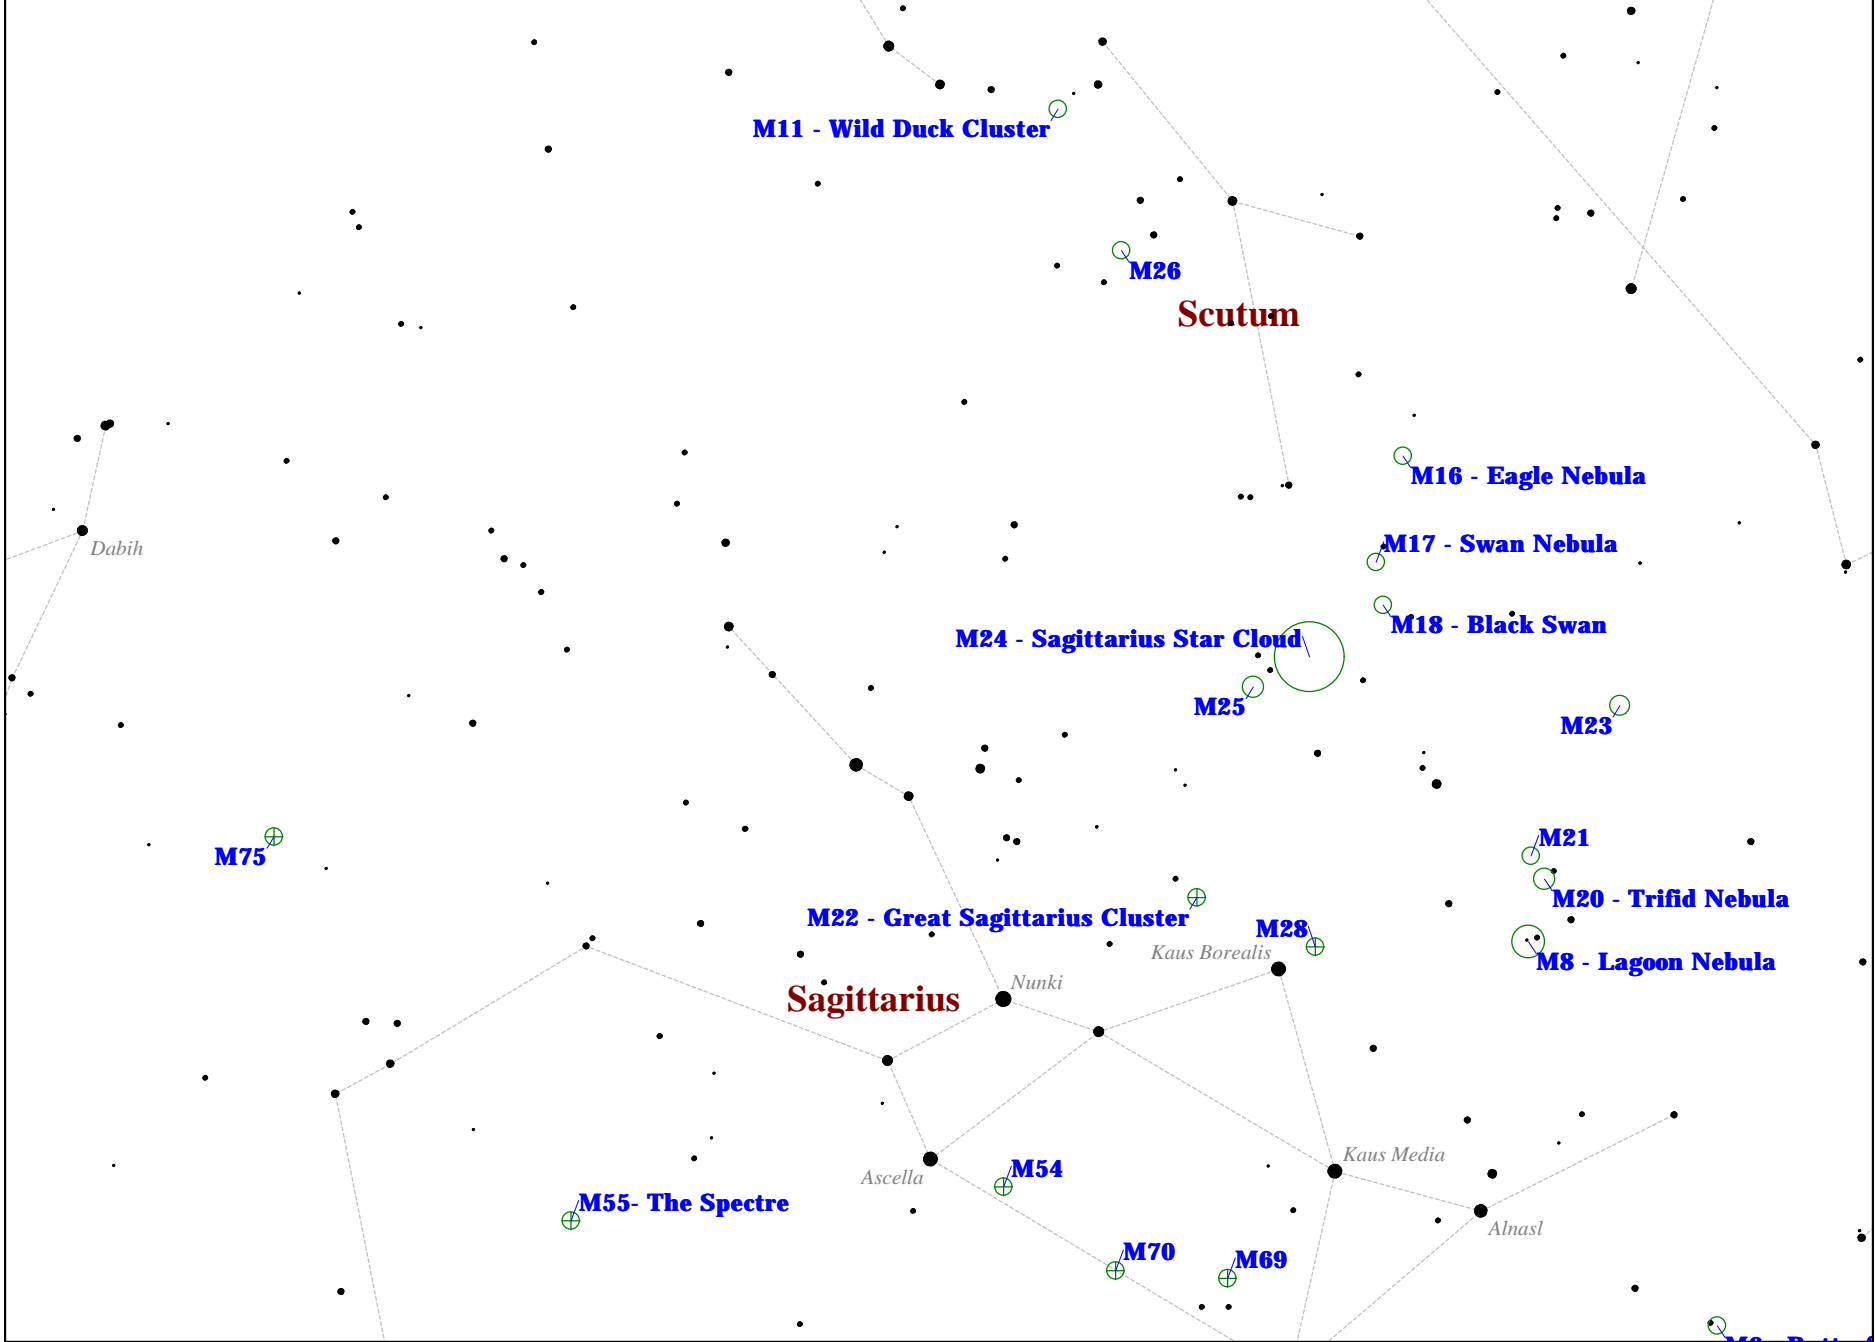 M11 - Wild Duck Cluster
M26
Scutum
M16 - Eagle Nebula
M17 - Swan Nebula
Dabih
M18 - Black Swan
M24 - Sagittarius Star Cloud
M25
M23
M21
M75
M20 - Trifid Nebula
M22 - Great Sagittarius Cluster
M28
Kaus Borealis
M8 - Lagoon Nebula
Nunki
Sagittarius
Kaus Media
M54
Ascella
M55- The Spectre
Alnasl
M70
M69